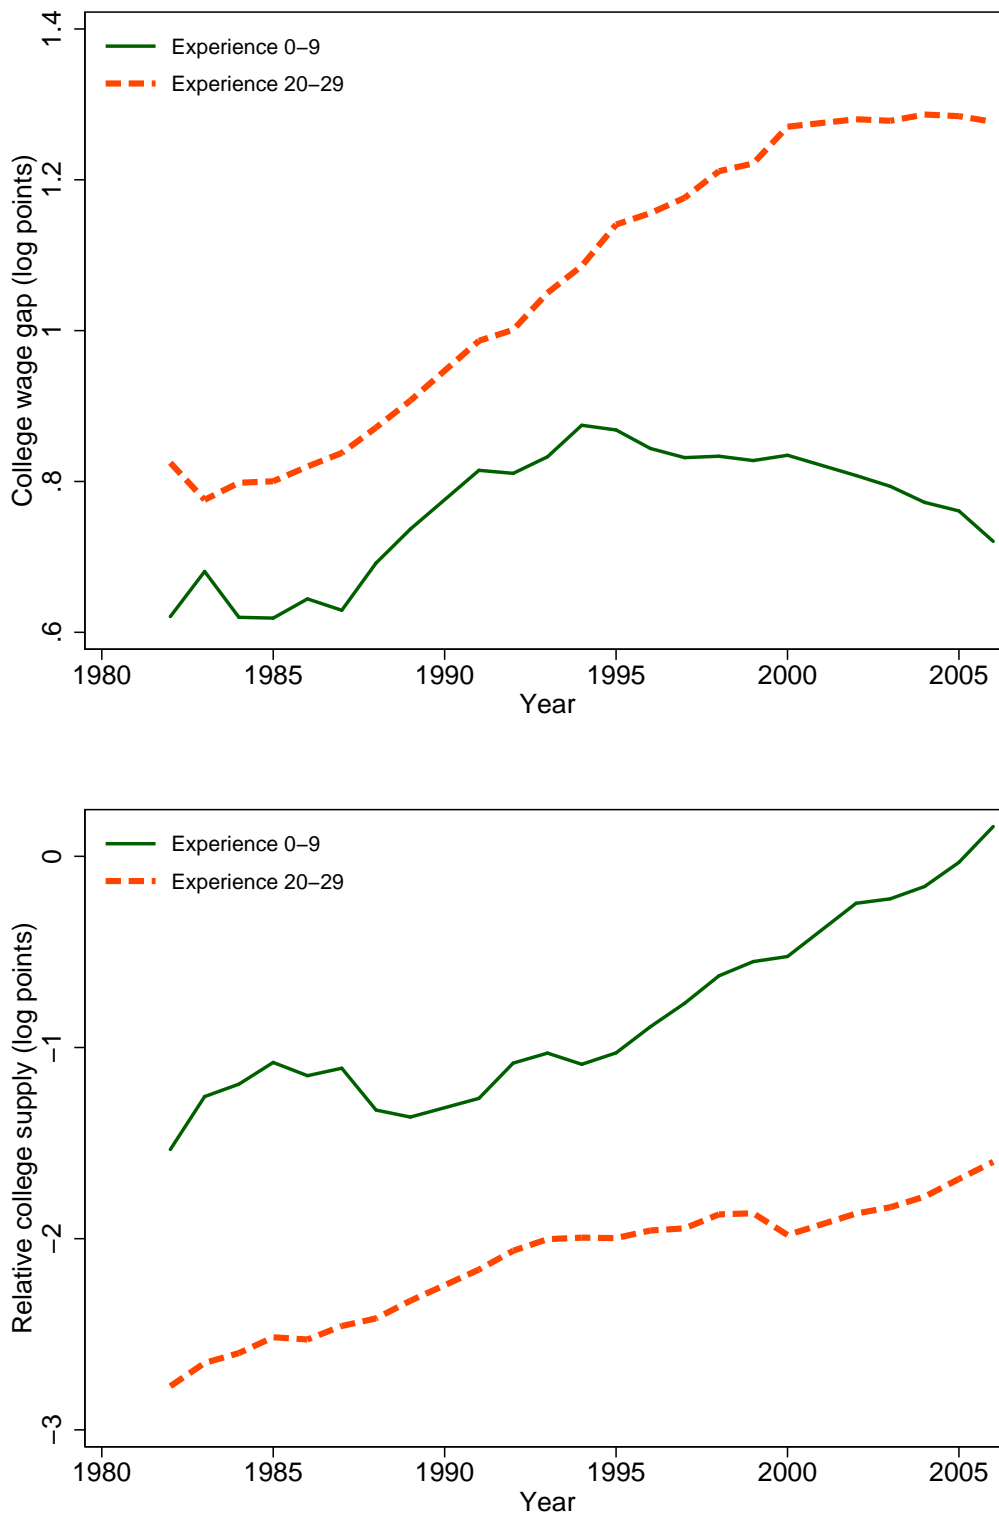 College wage gap (log points)
1.4
1.2
1
.8
.6
Experience 0−9
Experience 20−29
1980 1985 1990 1995 2000 2005
Year
Relative college supply (log points)
0
−1
−2
−3
Experience 0−9
Experience 20−29
1980 1985 1990 1995 2000 2005
Year